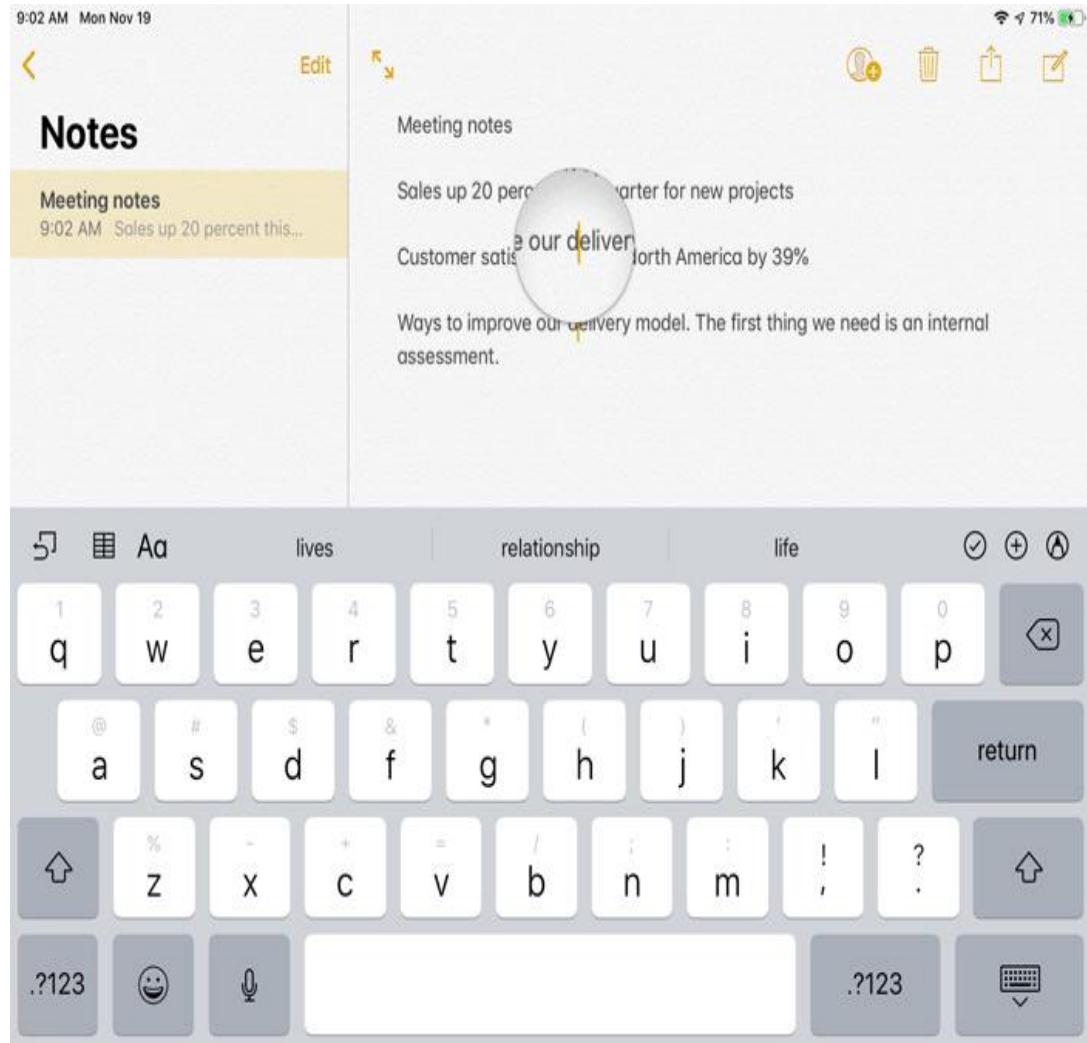 9:02 AM Mon Nov 19
71%
Edit
Notes
Meeting notes
9:02 AM Sales up 20 percent this...
Meeting notes
Sales up 20 perc arter for new projects
e our delivery
Customer satis North America by 39%
Ways to improve our delivery model. The first thing we need is an internal
assessment.
Aa lives relationship life
1 2 3 4 5 6 7 8 9 0
q w e r t y u i o p
@ # $ & * ( ) ' "
a s d f g h j k l return
% - + = / ; : ! ?
z x c v b n m , .
.?123 .?123